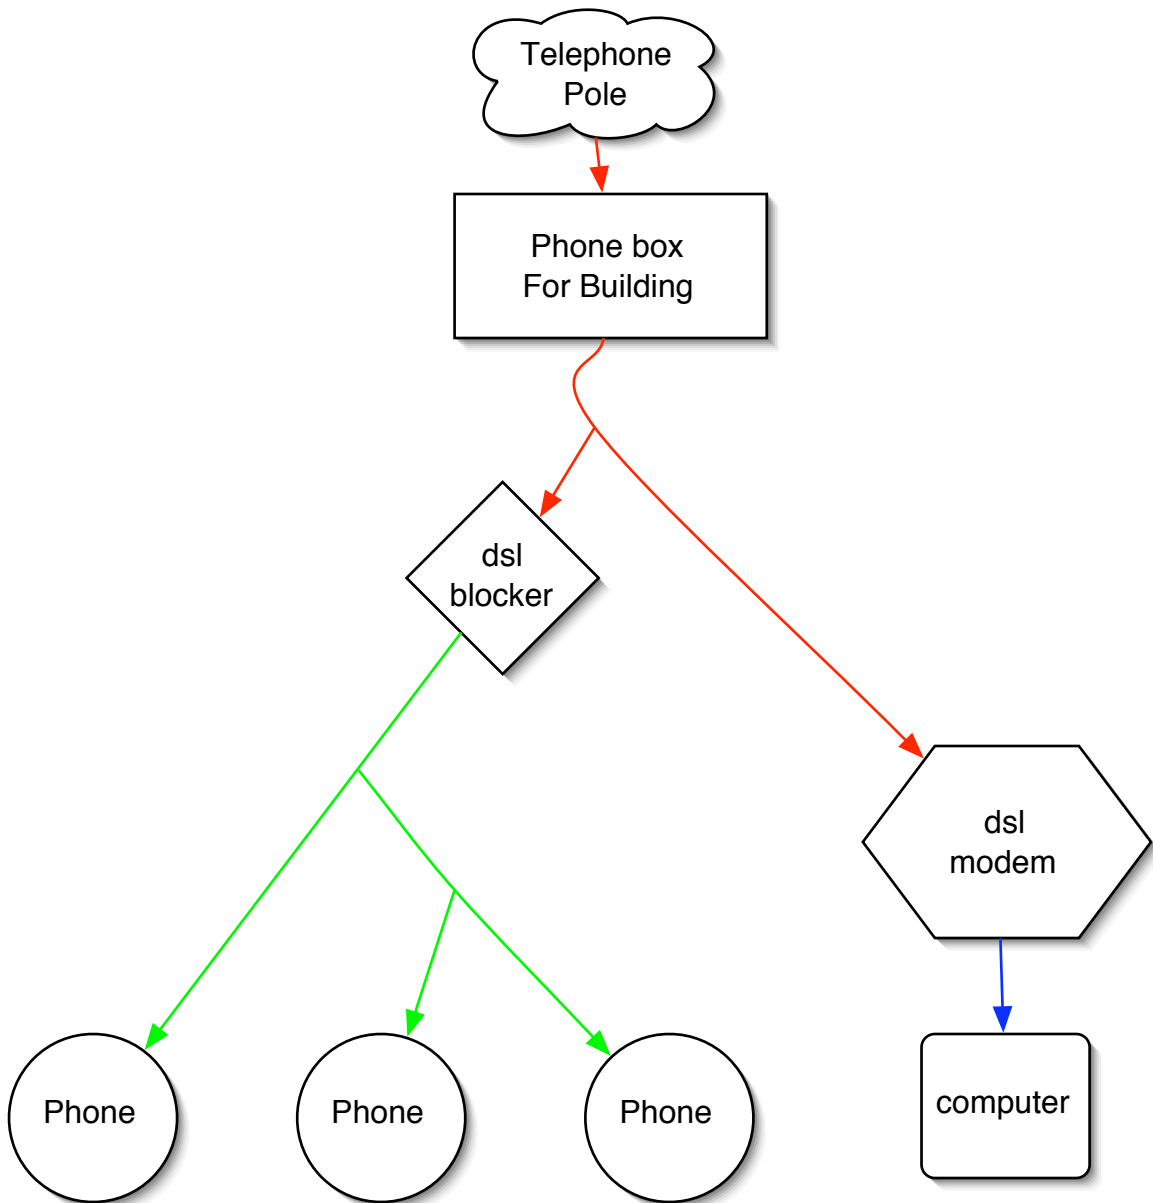 Telephone
Pole
Phone box
For Building
dsl
blocker
dsl
modem
Phone
Phone
Phone
computer